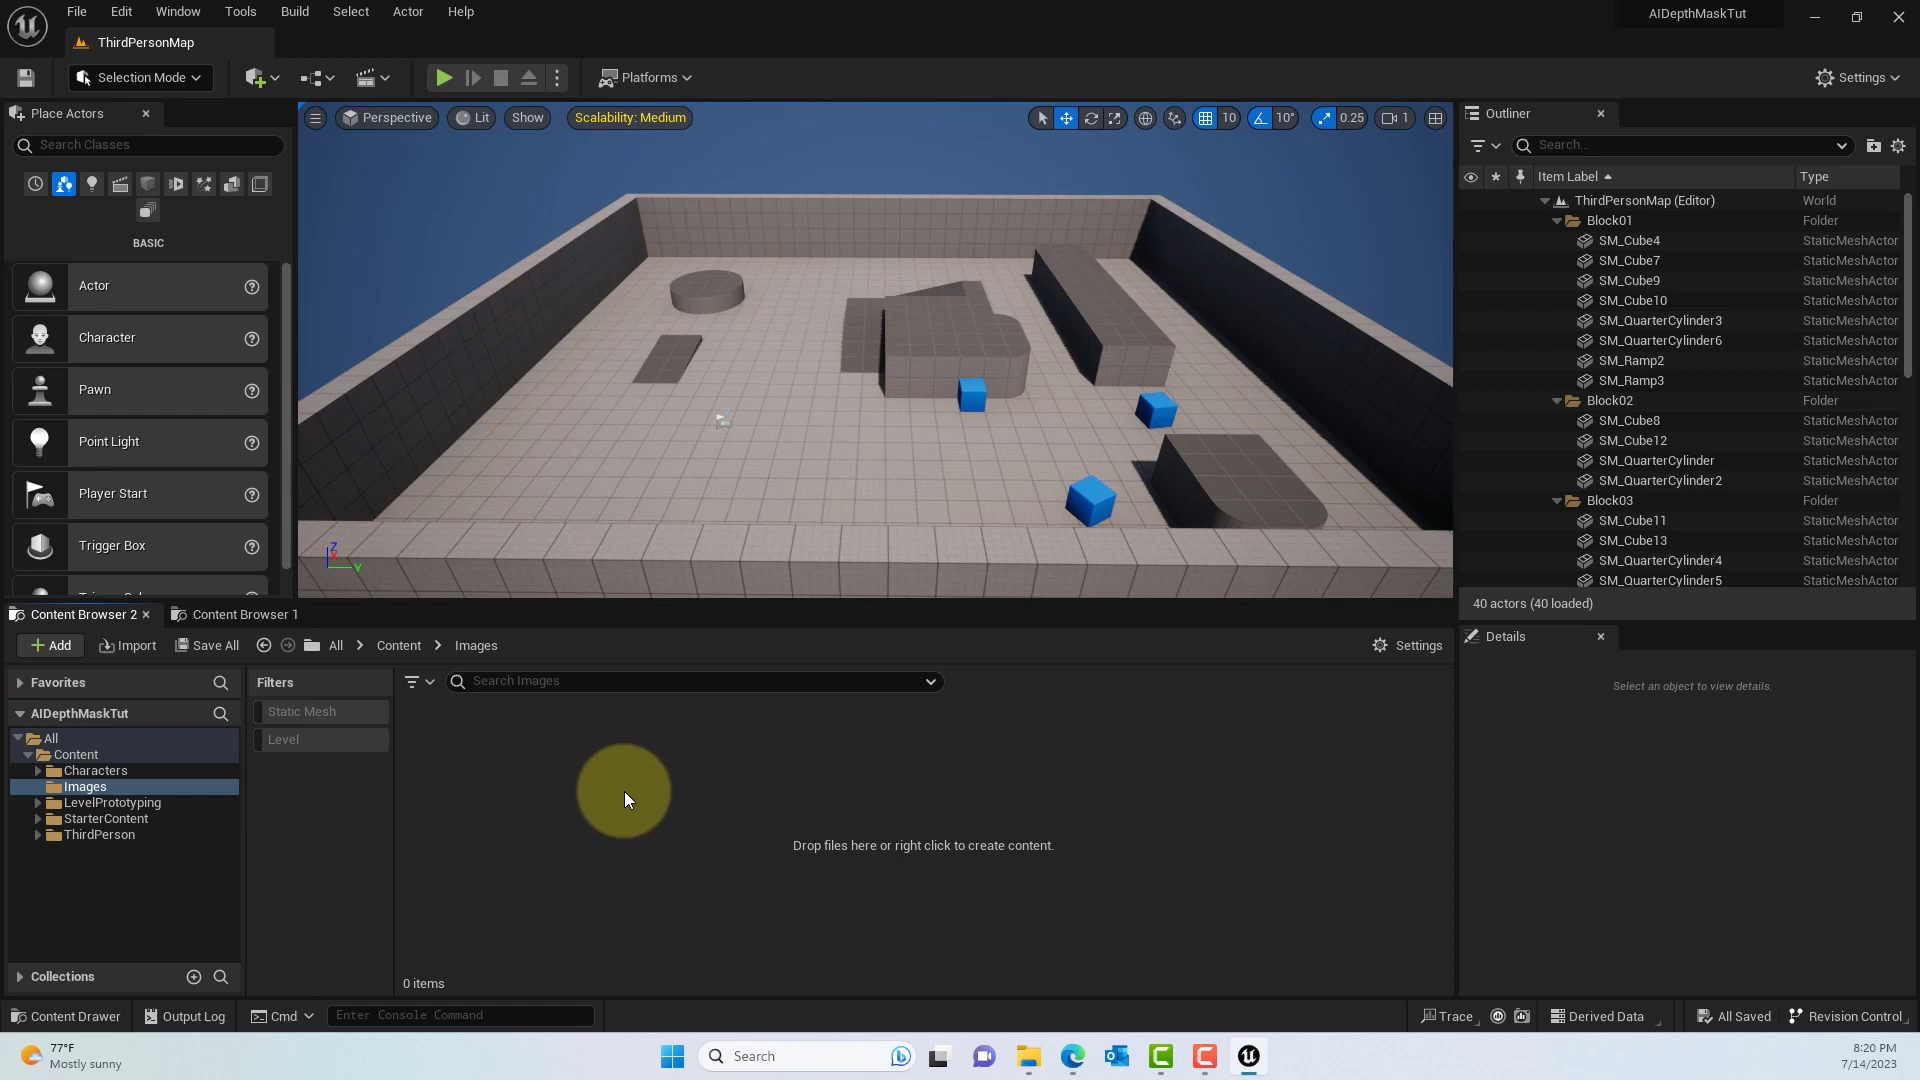 File Edit Window Tools Build Select Actor Help
AIDepthMaskTut
ThirdPersonMap
Selection Mode
Platforms
Settings
Place Actors
Search Classes
BASIC
Actor
Character
Pawn
Point Light
Player Start
Trigger Box
Perspective Lit Show Scalability: Medium
10 10° 0.25 1
Z
Y
Outliner
Search...
Item Label Type
ThirdPersonMap (Editor) World
Block01 Folder
SM_Cube4 StaticMeshActor
SM_Cube7 StaticMeshActor
SM_Cube9 StaticMeshActor
SM_Cube10 StaticMeshActor
SM_QuarterCylinder3 StaticMeshActor
SM_QuarterCylinder6 StaticMeshActor
SM_Ramp2 StaticMeshActor
SM_Ramp3 StaticMeshActor
Block02 Folder
SM_Cube8 StaticMeshActor
SM_Cube12 StaticMeshActor
SM_QuarterCylinder StaticMeshActor
SM_QuarterCylinder2 StaticMeshActor
Block03 Folder
SM_Cube11 StaticMeshActor
SM_Cube13 StaticMeshActor
SM_QuarterCylinder4 StaticMeshActor
SM_QuarterCylinder5 StaticMeshActor
40 actors (40 loaded)
Details
Select an object to view details.
Content Browser 2 Content Browser 1
Add Import Save All All Content Images Settings
Favorites
AIDepthMaskTut
All
Content
Characters
Images
LevelPrototyping
StarterContent
ThirdPerson
Collections
Filters
Static Mesh
Level
Search Images
Drop files here or right click to create content.
0 items
Content Drawer Output Log Cmd Enter Console Command Trace Derived Data All Saved Revision Control
77°F
Mostly sunny
Search
8:20 PM
7/14/2023